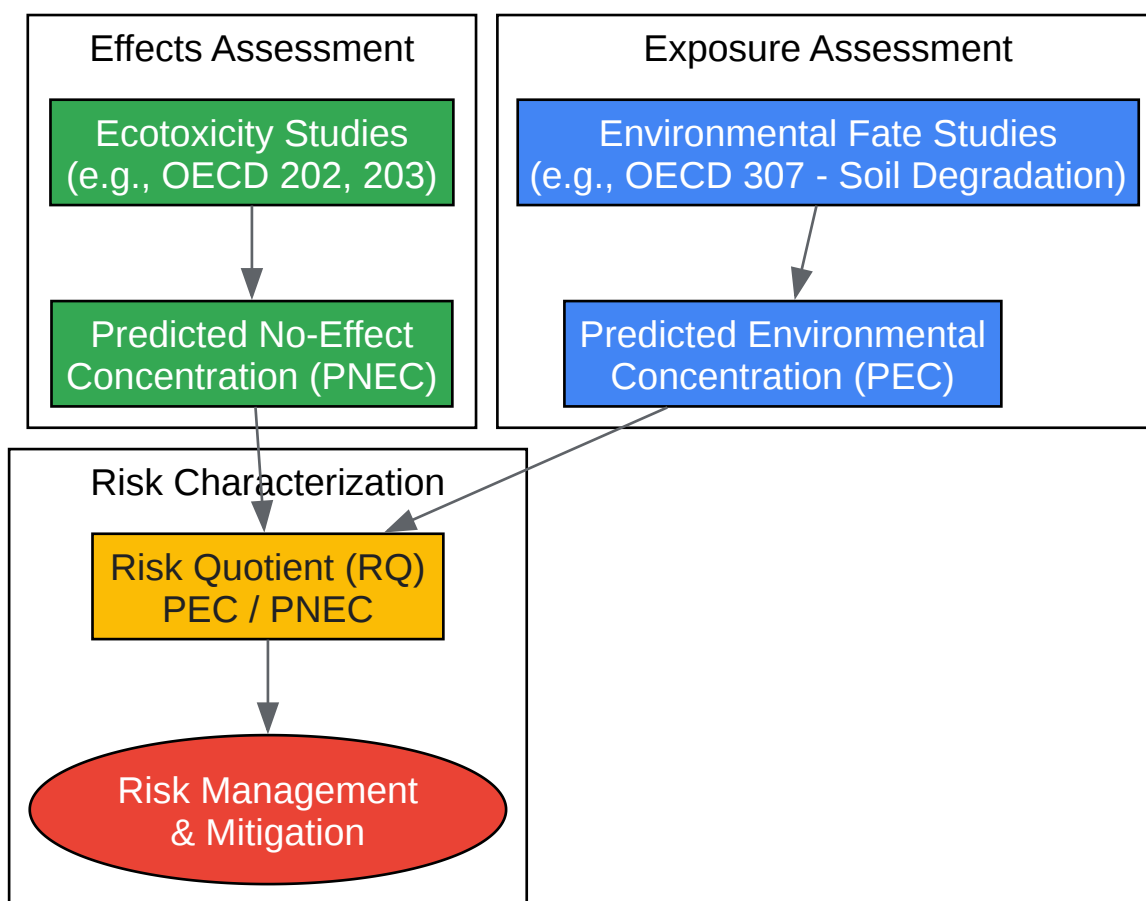 Effects Assessment
Ecotoxicity Studies
(e.g., OECD 202, 203)
Predicted No-Effect
Concentration (PNEC)
Exposure Assessment
Environmental Fate Studies
(e.g., OECD 307 - Soil Degradation)
Predicted Environmental
Concentration (PEC)
Risk Characterization
Risk Quotient (RQ)
PEC / PNEC
Risk Management
& Mitigation